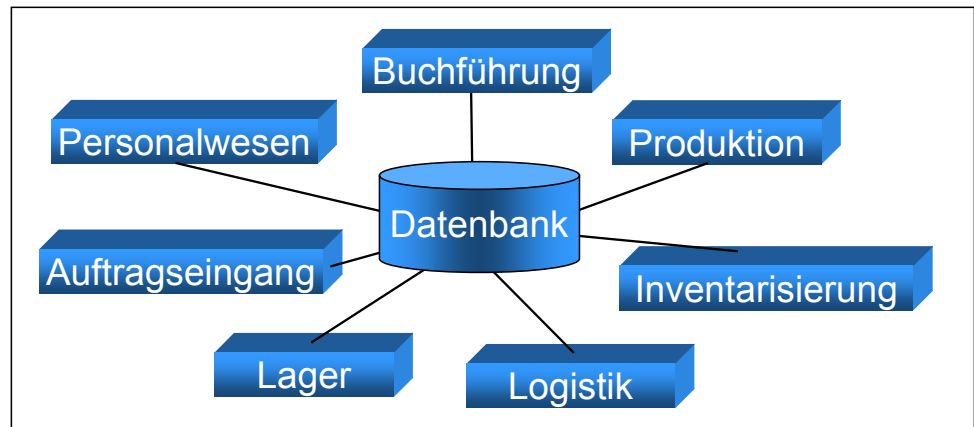 Buchführung
Personalwesen
Produktion
Datenbank
Auftragseingang
Inventarisierung
Lager
Logistik